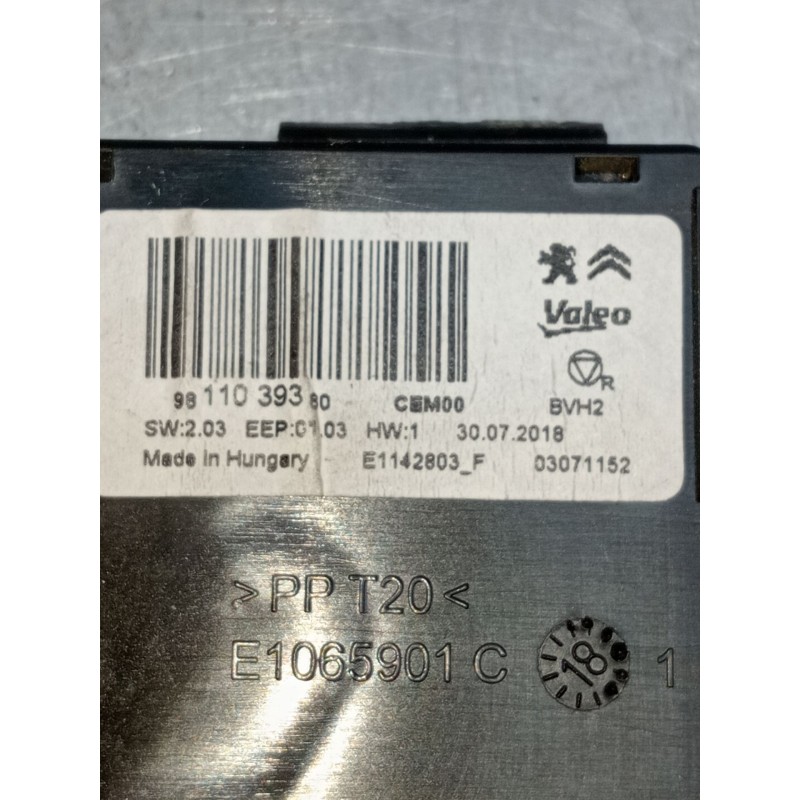 Valeo
98 110 393 80 CEM00 BVH2
R
SW:2.03 EEP:01.03 HW:1 30.07.2018
Made in Hungary E1142803_F 03071152
>PP T20<
E1065901 C 18 1